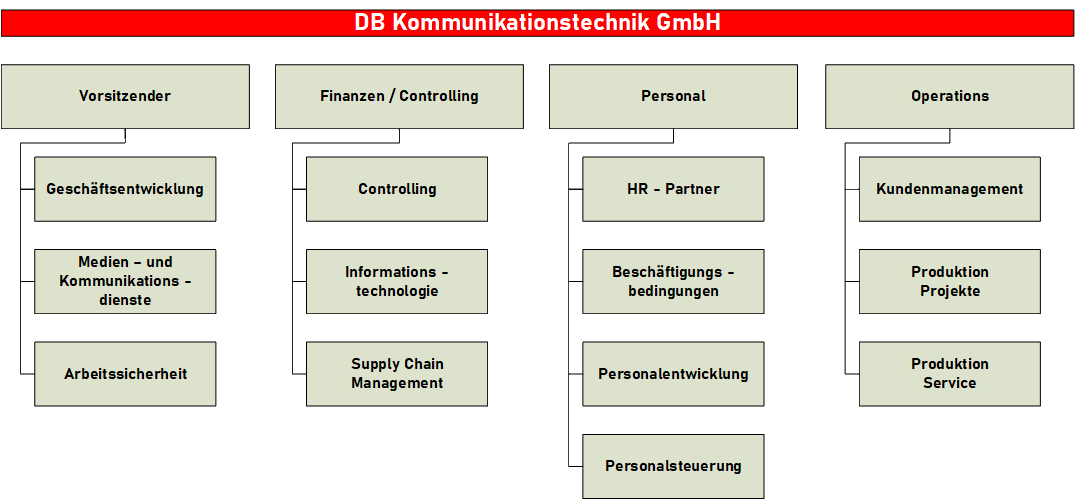 DB Kommunikationstechnik GmbH
Vorsitzender
Geschäftsentwicklung
Medien – und
Kommunikations -
dienste
Arbeitssicherheit
Finanzen / Controlling
Controlling
Informations -
technologie
Supply Chain
Management
Personal
HR - Partner
Beschäftigungs -
bedingungen
Personalentwicklung
Personalsteuerung
Operations
Kundenmanagement
Produktion
Projekte
Produktion
Service